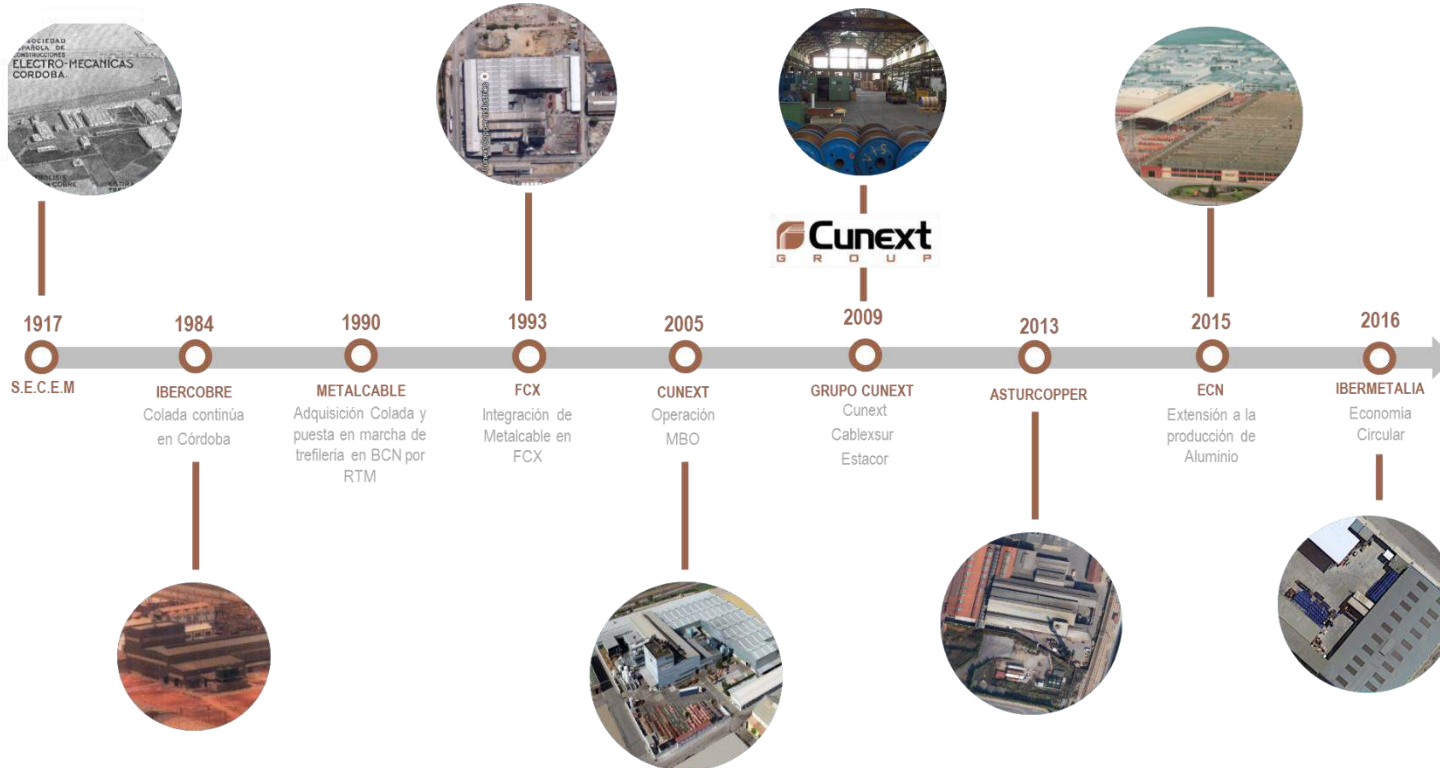 SOCIEDAD
ESPAÑOLA DE
CONSTRUCCIONES
ELECTRO-MECANICAS
CORDOBA.
Cunext
GROUP
1917
S.E.C.E.M
1984
IBERCOBRE
Colada continúa
en Córdoba
1990
METALCABLE
Adquisición Colada y
puesta en marcha de
trefilería en BCN por
RTM
1993
FCX
Integración de
Metalcable en
FCX
2005
CUNEXT
Operación
MBO
2009
GRUPO CUNEXT
Cunext
Cablexsur
Estacor
2013
ASTURCOPPER
2015
ECN
Extensión a la
producción de
Aluminio
2016
IBERMETALIA
Economía
Circular